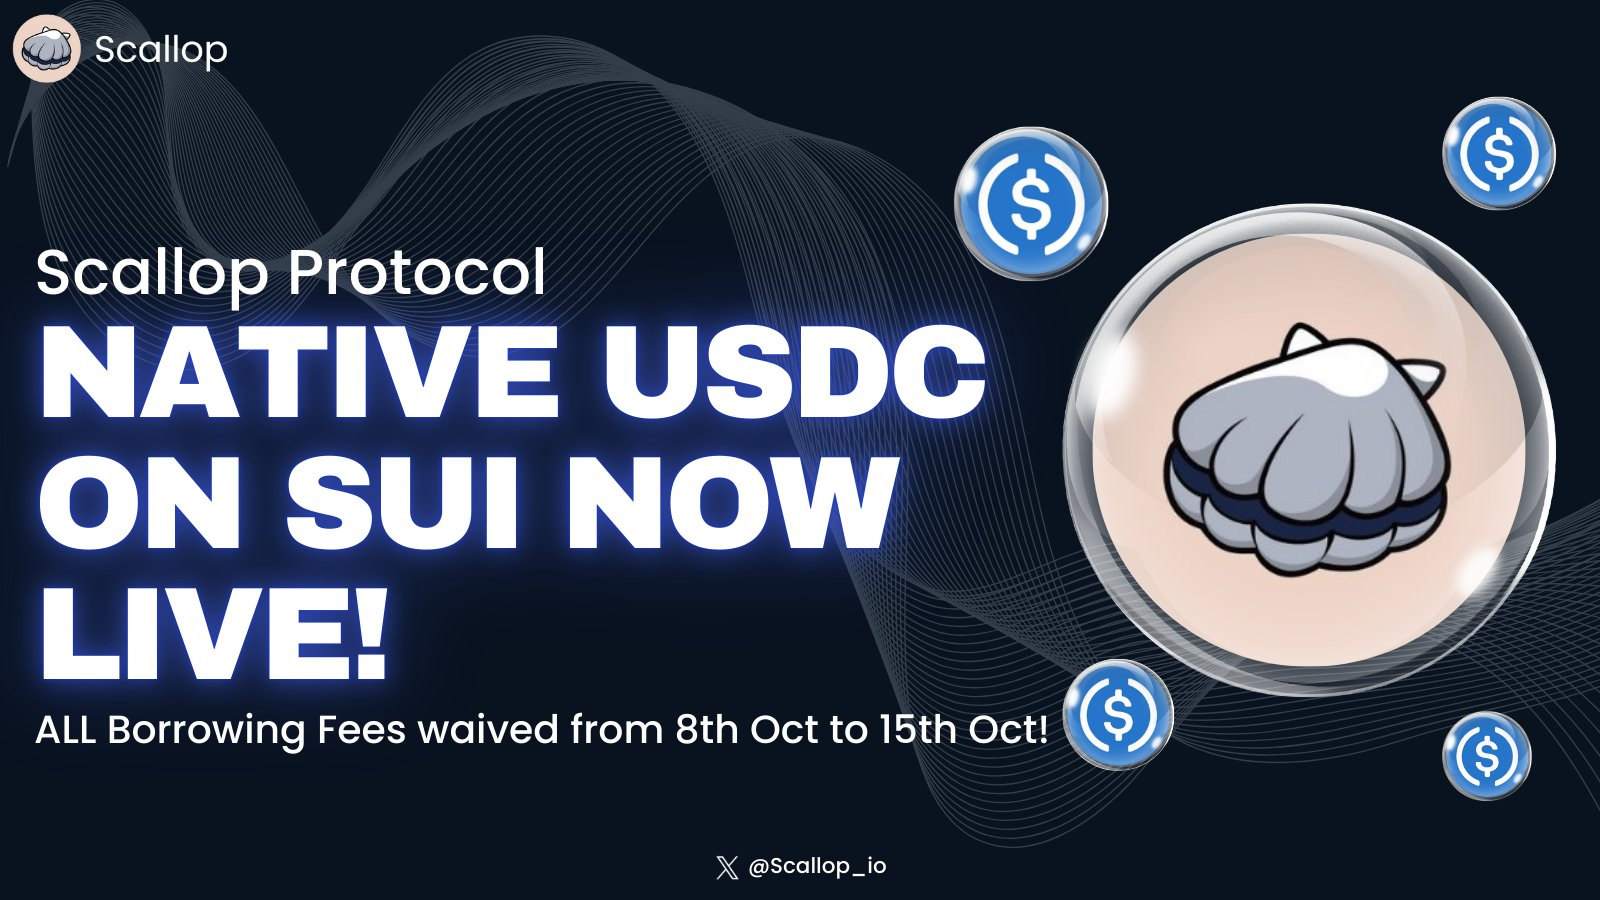 Scallop
Scallop Protocol
NATIVE USDC
ON SUI NOW
LIVE!
ALL Borrowing Fees waived from 8th Oct to 15th Oct!
@Scallop_io